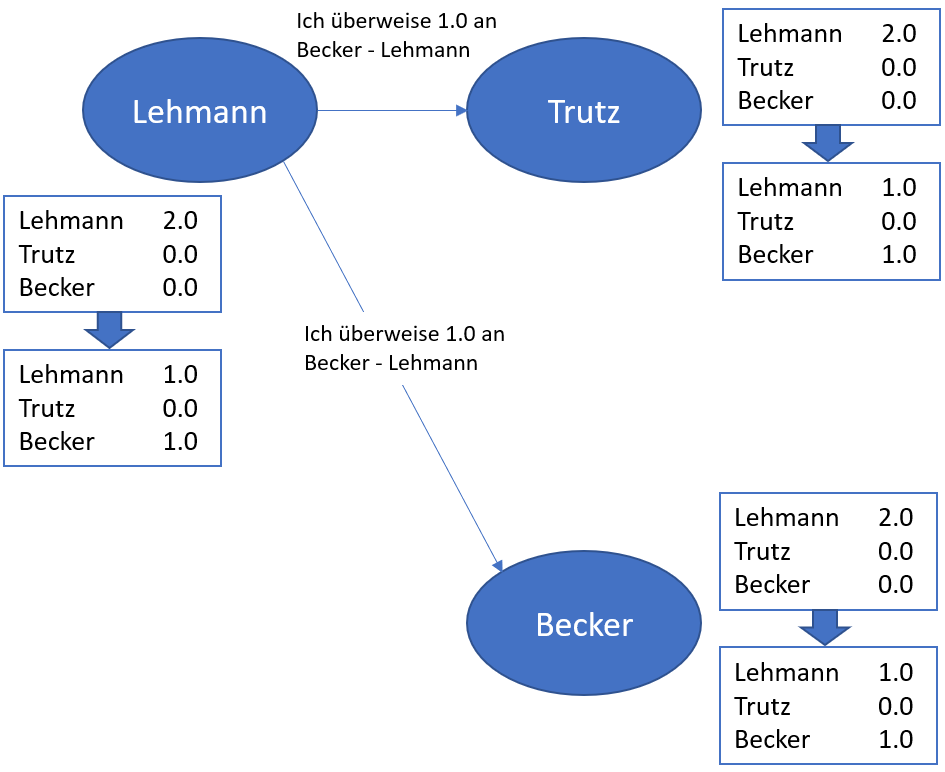 Ich überweise 1.0 an
Becker - Lehmann
Lehmann
Trutz
Lehmann 2.0
Trutz 0.0
Becker 0.0
Lehmann 1.0
Trutz 0.0
Becker 1.0
Lehmann 2.0
Trutz 0.0
Becker 0.0
Lehmann 1.0
Trutz 0.0
Becker 1.0
Ich überweise 1.0 an
Becker - Lehmann
Becker
Lehmann 2.0
Trutz 0.0
Becker 0.0
Lehmann 1.0
Trutz 0.0
Becker 1.0